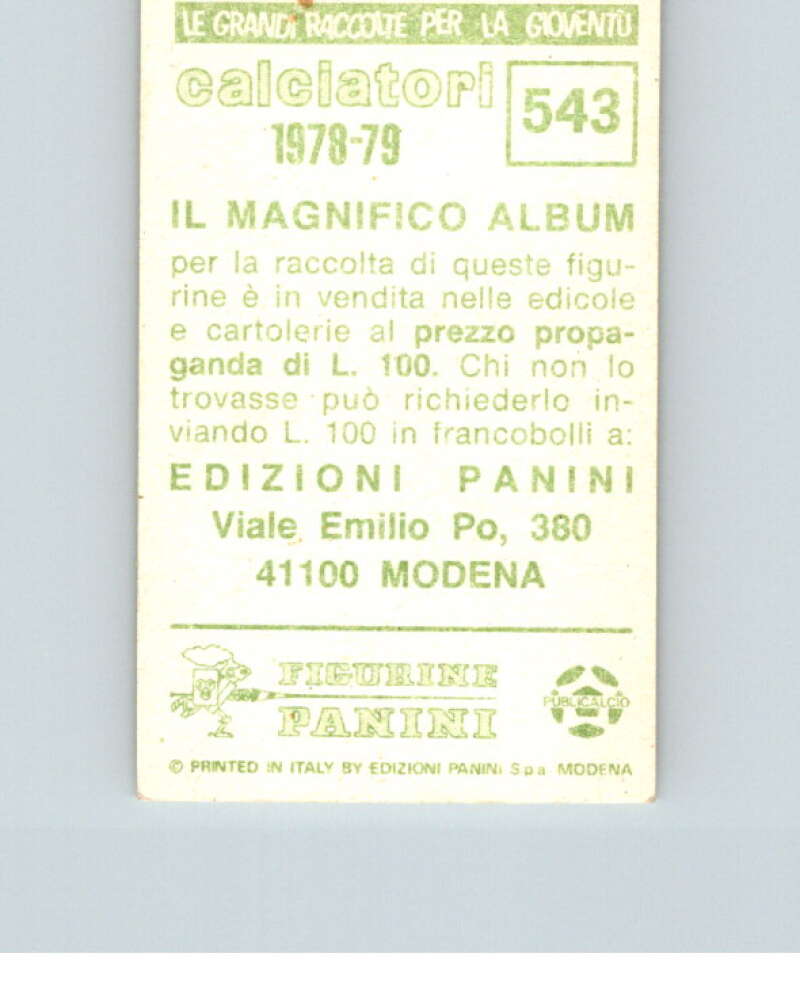 LE GRANDI RACCOLTE PER LA GIOVENTÙ
calciatori
1978-79
543
IL MAGNIFICO ALBUM
per la raccolta di queste figu-
rine è in vendita nelle edicole
e cartolerie al prezzo propa-
ganda di L. 100. Chi non lo
trovasse può richiederlo in-
viando L. 100 in francobolli a:
EDIZIONI PANINI
Viale Emilio Po, 380
41100 MODENA
FIGURINE
PANINI
PUBLICALCIO
© PRINTED IN ITALY BY EDIZIONI PANINI S p a MODENA